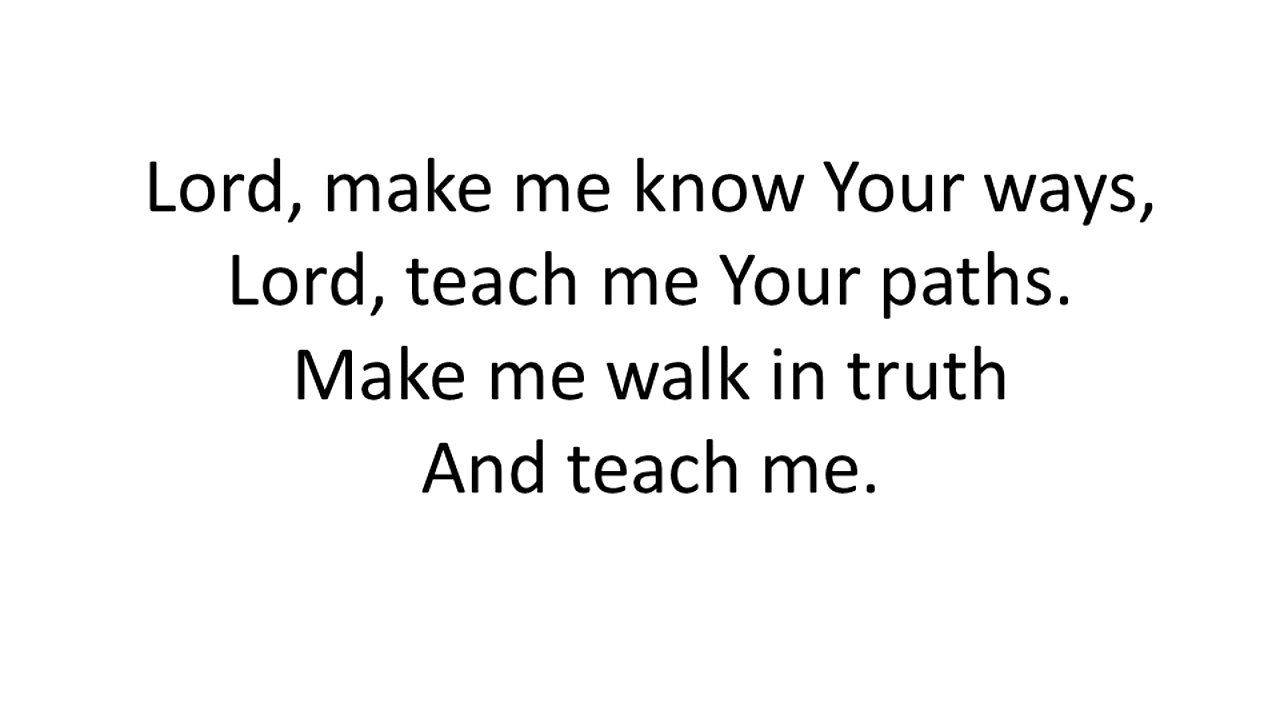 Lord, make me know Your ways,
Lord, teach me Your paths.
Make me walk in truth
And teach me.